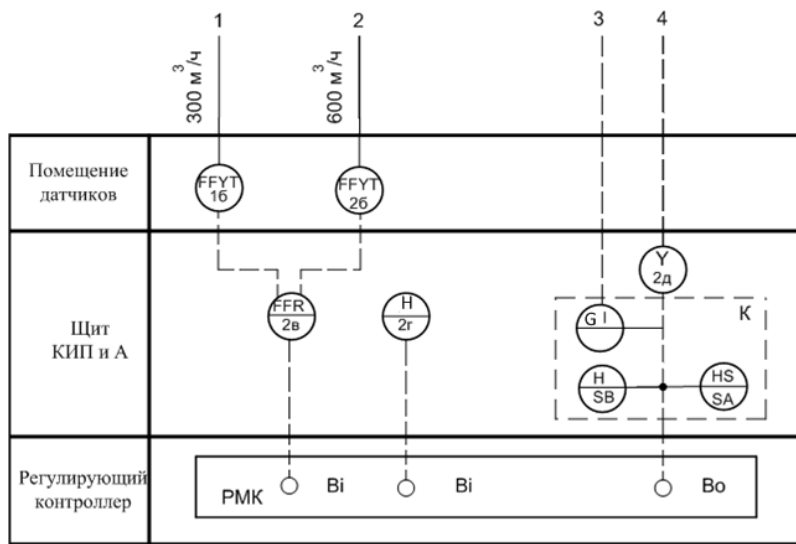 1
2
3
4
300 м³/ч
600 м³/ч
Помещение
датчиков
FFYT
1б
FFYT
2б
Щит
КИП и А
FFR
2в
H
2г
Y
2д
К
G I
H
SB
HS
SA
Регулирующий
контроллер
РМК
Bi
Bi
Bo